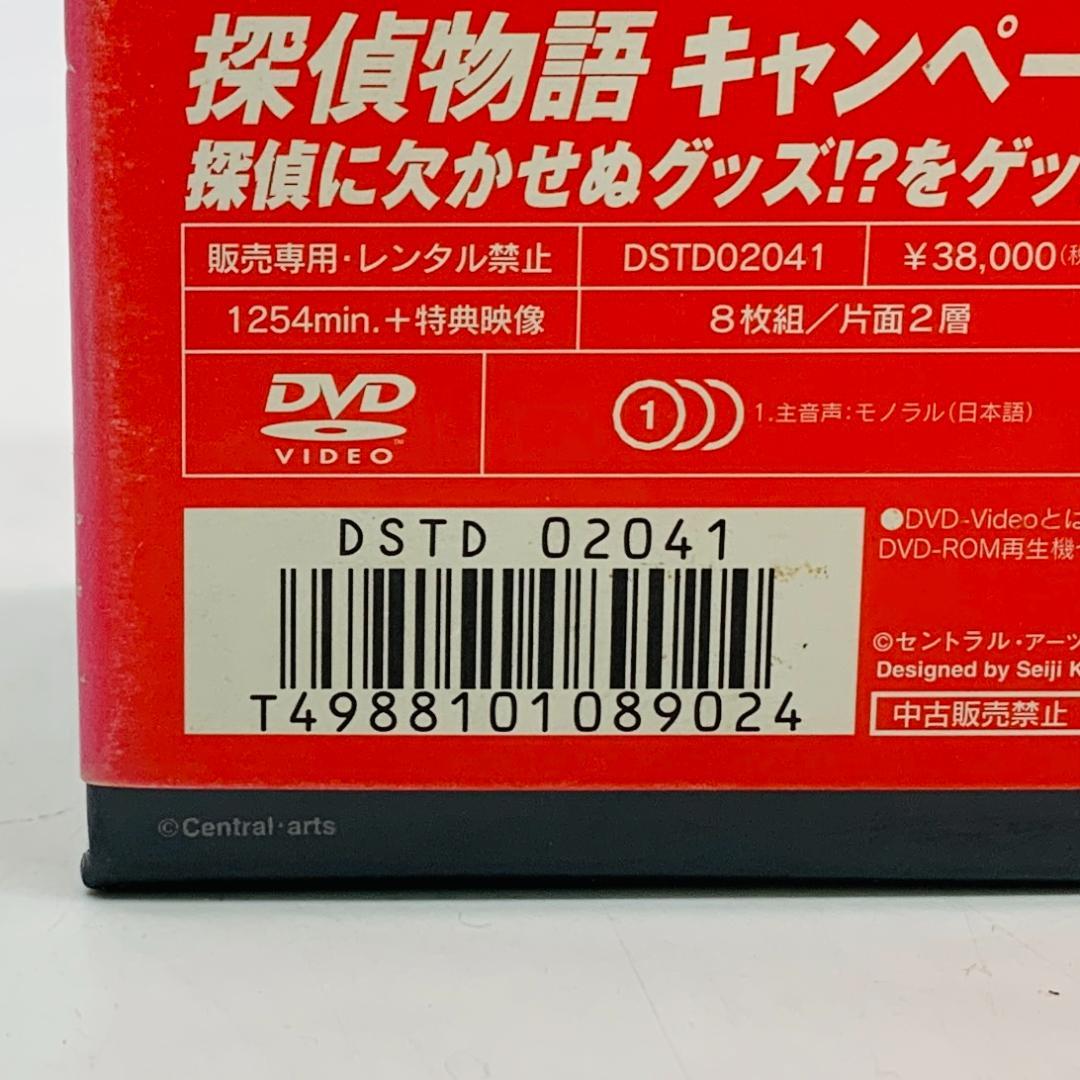 探偵物語 キャンペー
探偵に欠かせぬグッズ!?をゲッ
販売専用・レンタル禁止
DSTD02041
¥38,000(税
1254min.+特典映像
8枚組/片面2層
DVD
VIDEO
TM
1
1.主音声:モノラル(日本語)
DSTD 02041
T4988101089024
●DVD-Videoとは
DVD-ROM再生機
©セントラル・アーツ
Designed by Seiji K
中古販売禁止
©Central・arts